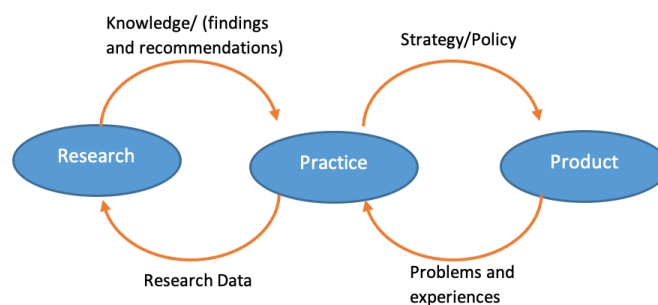 Knowledge/ (findings
and recommendations)
Strategy/Policy
Research
Practice
Product
Research Data
Problems and
experiences